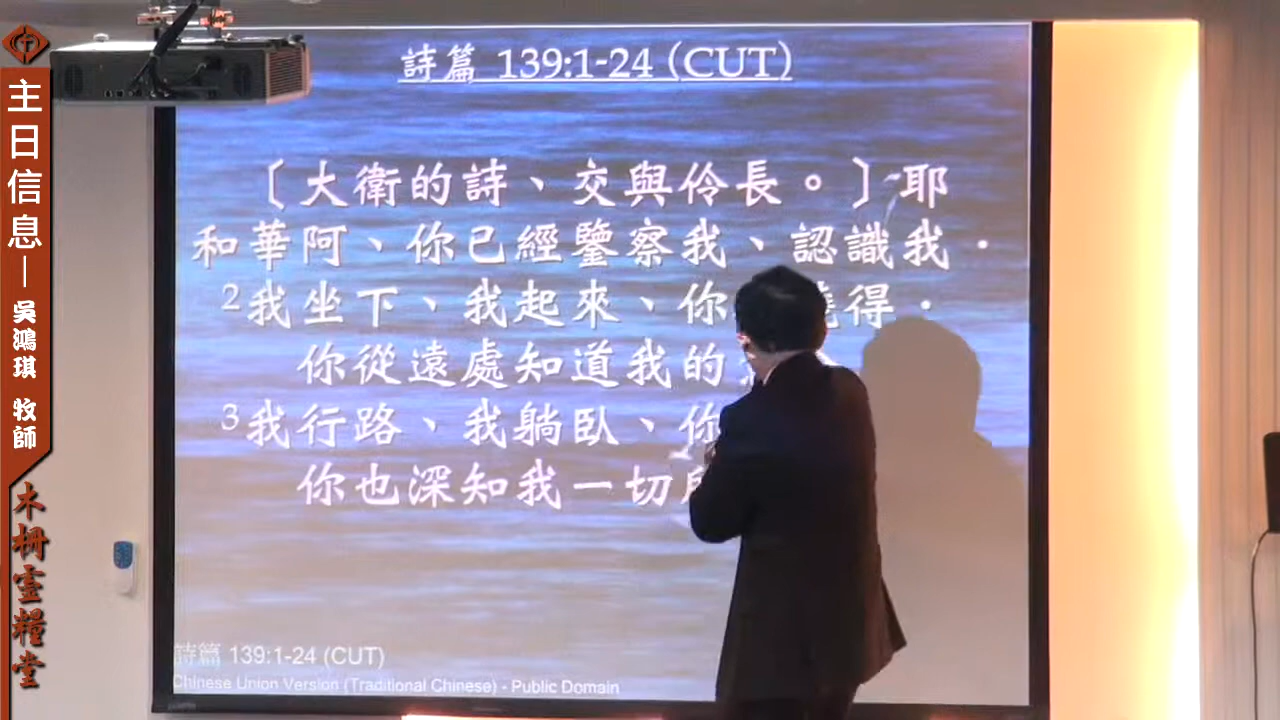 主日信息—吳鴻琪 牧師
木柵靈糧堂
詩篇 139:1-24 (CUT)
〔大衛的詩、交與伶長。〕耶
和華阿、你已經鑒察我、認識我．
2我坐下、我起來、你 得．
你從遠處知道我的
3我行路、我躺臥、你
你也深知我一切
詩篇 139:1-24 (CUT)
Chinese Union Version (Traditional Chinese) - Public Domain